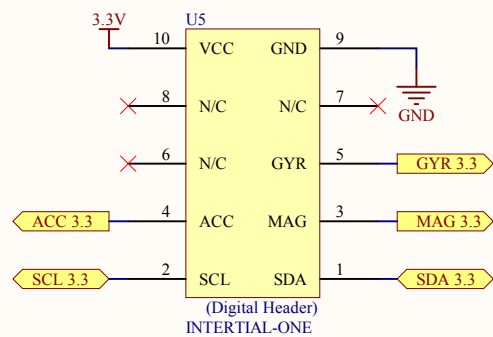 3.3V
U5
10 VCC GND 9
GND
8 N/C N/C 7
6 N/C GYR 5 GYR 3.3
ACC 3.3 4 ACC MAG 3 MAG 3.3
SCL 3.3 2 SCL SDA 1 SDA 3.3
(Digital Header)
INTERTIAL-ONE